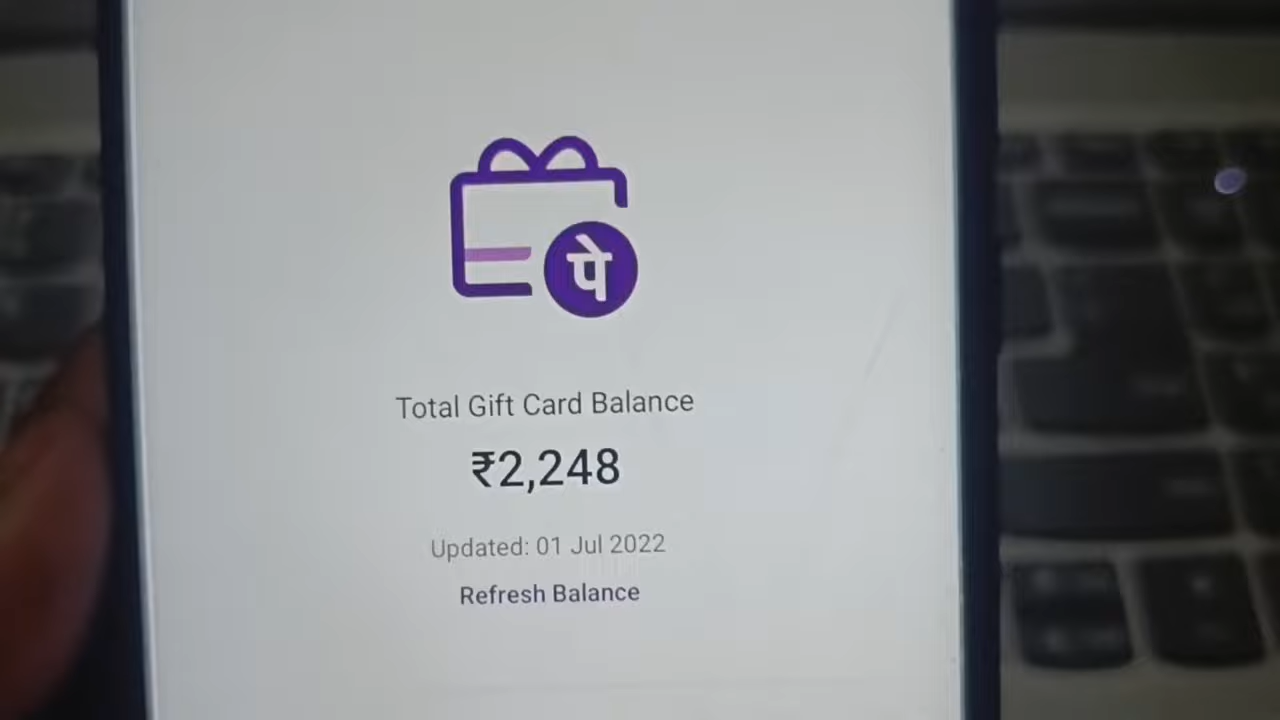 पे
Total Gift Card Balance
₹2,248
Updated: 01 Jul 2022
Refresh Balance